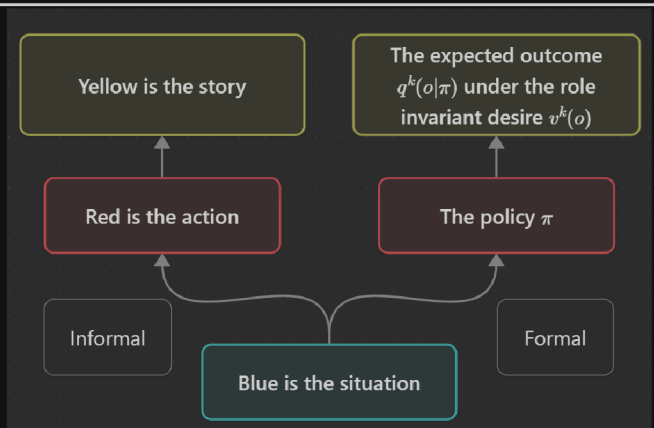 Yellow is the story
The expected outcome
q^k(o|π) under the role
invariant desire v^k(o)
Red is the action
The policy π
Informal
Formal
Blue is the situation